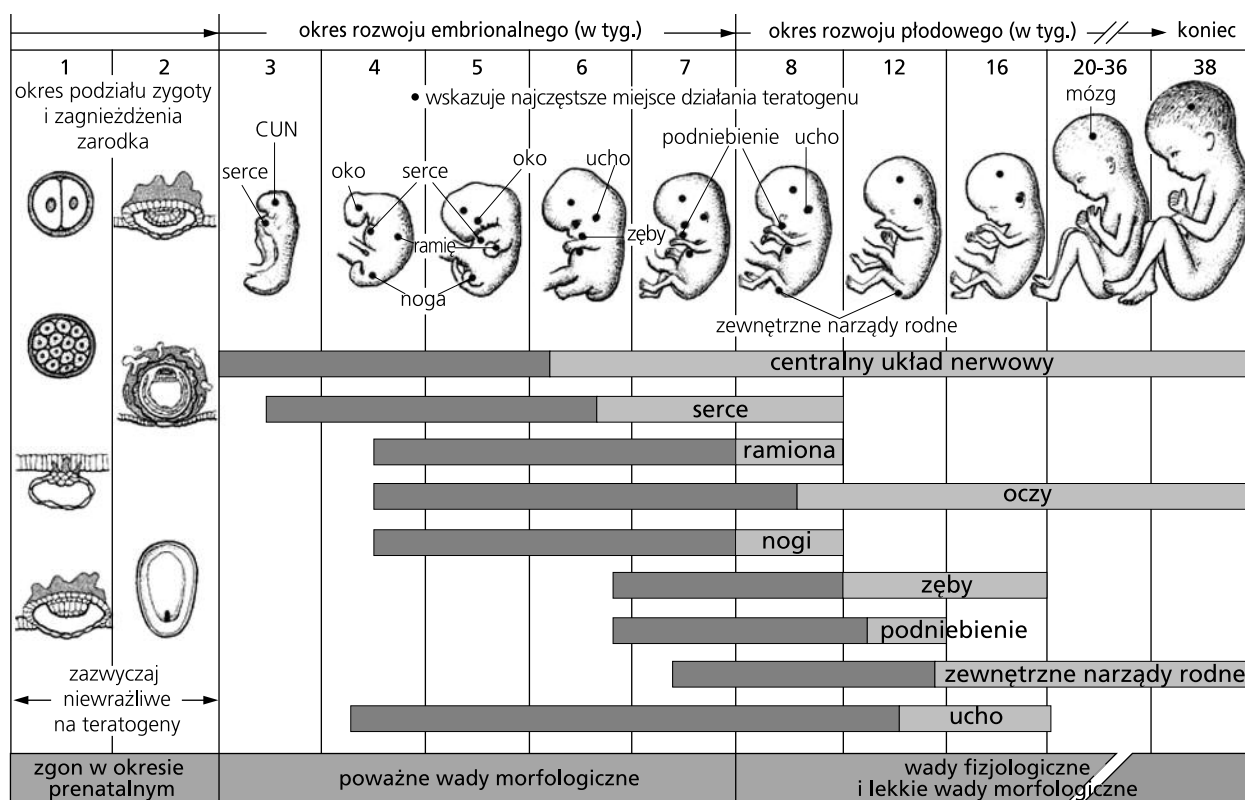 okres rozwoju embrionalnego (w tyg.)
okres rozwoju płodowego (w tyg.)
koniec
1
2
3
4
5
6
7
8
12
16
20-36
38
okres podziału zygoty
i zagnieżdżenia
zarodka
• wskazuje najczęstsze miejsce działania teratogenu
mózg
CUN
serce
oko
serce
oko
ucho
podniebienie
ucho
ramię
zęby
noga
zewnętrzne narządy rodne
centralny układ nerwowy
serce
ramiona
oczy
nogi
zęby
podniebienie
zewnętrzne narządy rodne
ucho
zazwyczaj
niewrażliwe
na teratogeny
zgon w okresie
prenatalnym
poważne wady morfologiczne
wady fizjologiczne
i lekkie wady morfologiczne